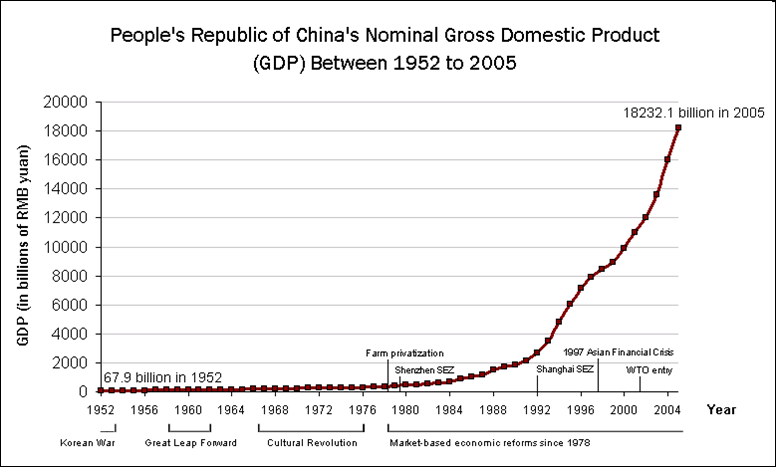 People's Republic of China's Nominal Gross Domestic Product
(GDP) Between 1952 to 2005
GDP (in billions of RMB yuan)
20000
18000
16000
14000
12000
10000
8000
6000
4000
2000
0
18232.1 billion in 2005
67.9 billion in 1952
Farm privatization
Shenzhen SEZ
1997 Asian Financial Crisis
Shanghai SEZ
WTO entry
1952 1956 1960 1964 1968 1972 1976 1980 1984 1988 1992 1996 2000 2004
Year
Korean War
Great Leap Forward
Cultural Revolution
Market-based economic reforms since 1978